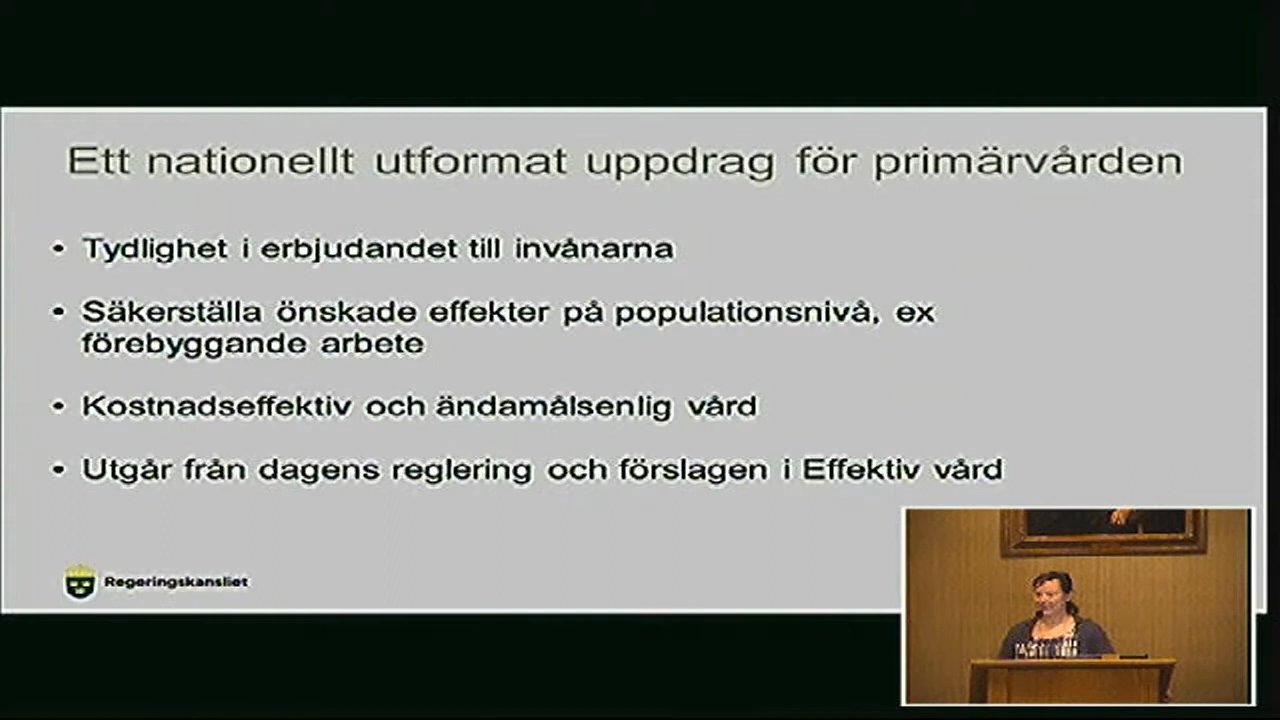 Ett nationellt utformat uppdrag för primärvården
• Tydlighet i erbjudandet till invånarna
• Säkerställa önskade effekter på populationsnivå, ex
förebyggande arbete
• Kostnadseffektiv och ändamålsenlig vård
• Utgår från dagens reglering och förslagen i Effektiv vård
Regeringskansliet